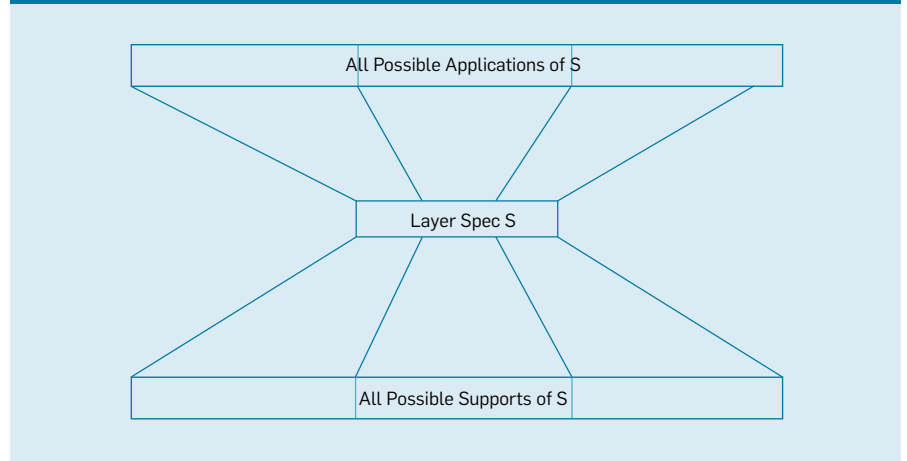 All Possible Applications of S
Layer Spec S
All Possible Supports of S